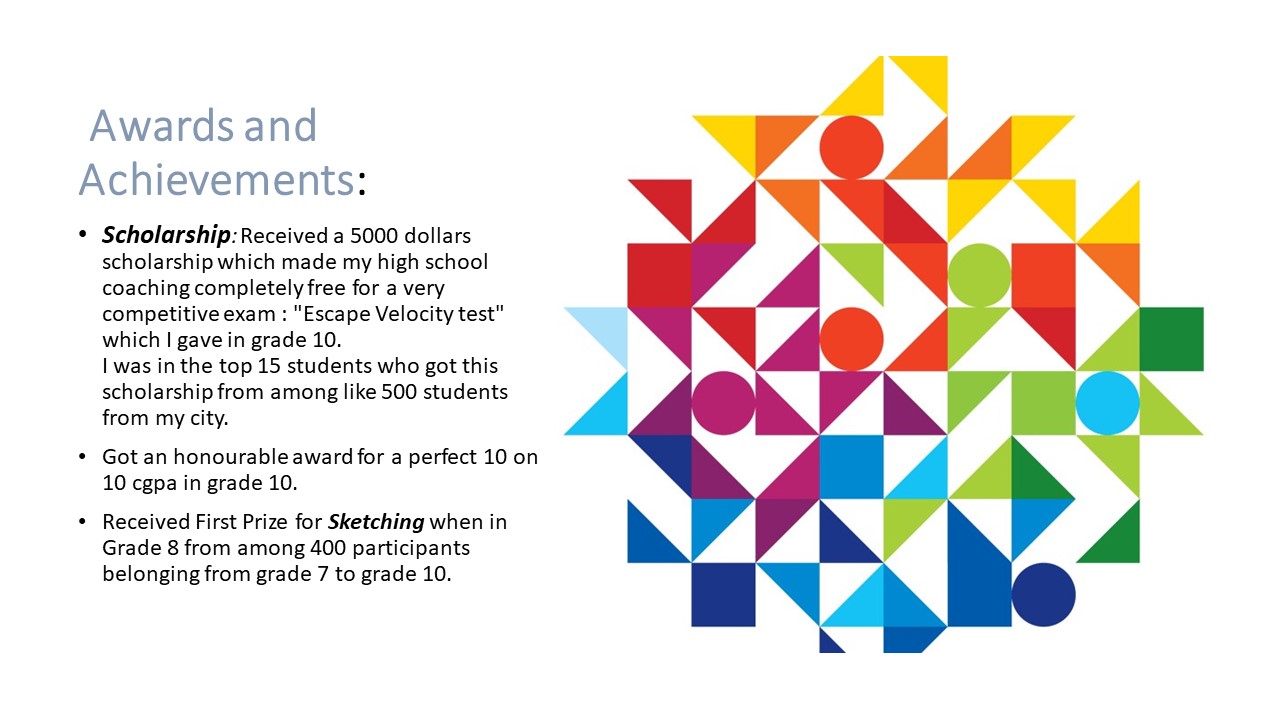 Awards and
Achievements:
• Scholarship: Received a 5000 dollars
scholarship which made my high school
coaching completely free for a very
competitive exam : "Escape Velocity test"
which I gave in grade 10.
I was in the top 15 students who got this
scholarship from among like 500 students
from my city.
• Got an honourable award for a perfect 10 on
10 cgpa in grade 10.
• Received First Prize for Sketching when in
Grade 8 from among 400 participants
belonging from grade 7 to grade 10.